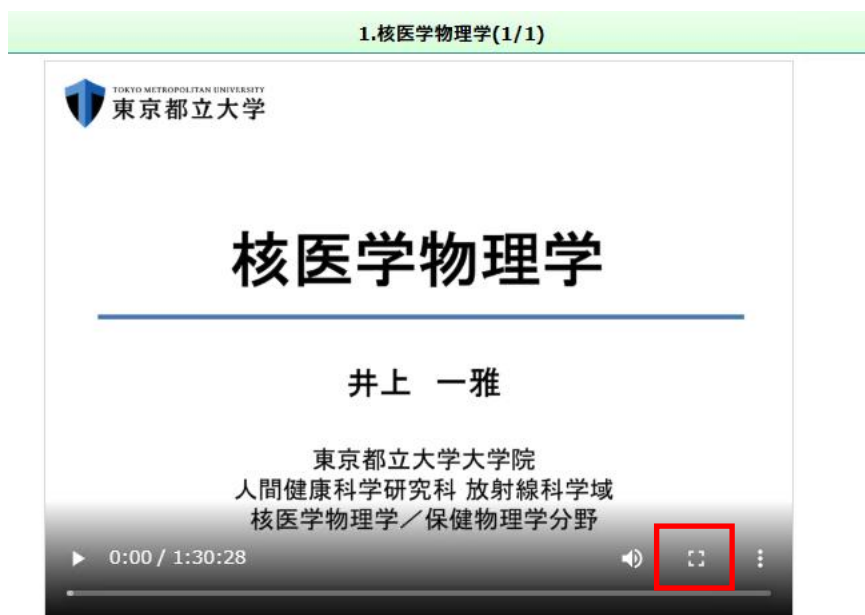 1.核医学物理学(1/1)
TOKYO METROPOLITAN UNIVERSITY
東京都立大学
核医学物理学
井上 一雅
東京都立大学大学院
人間健康科学研究科 放射線科学域
核医学物理学／保健物理学分野
0:00 / 1:30:28